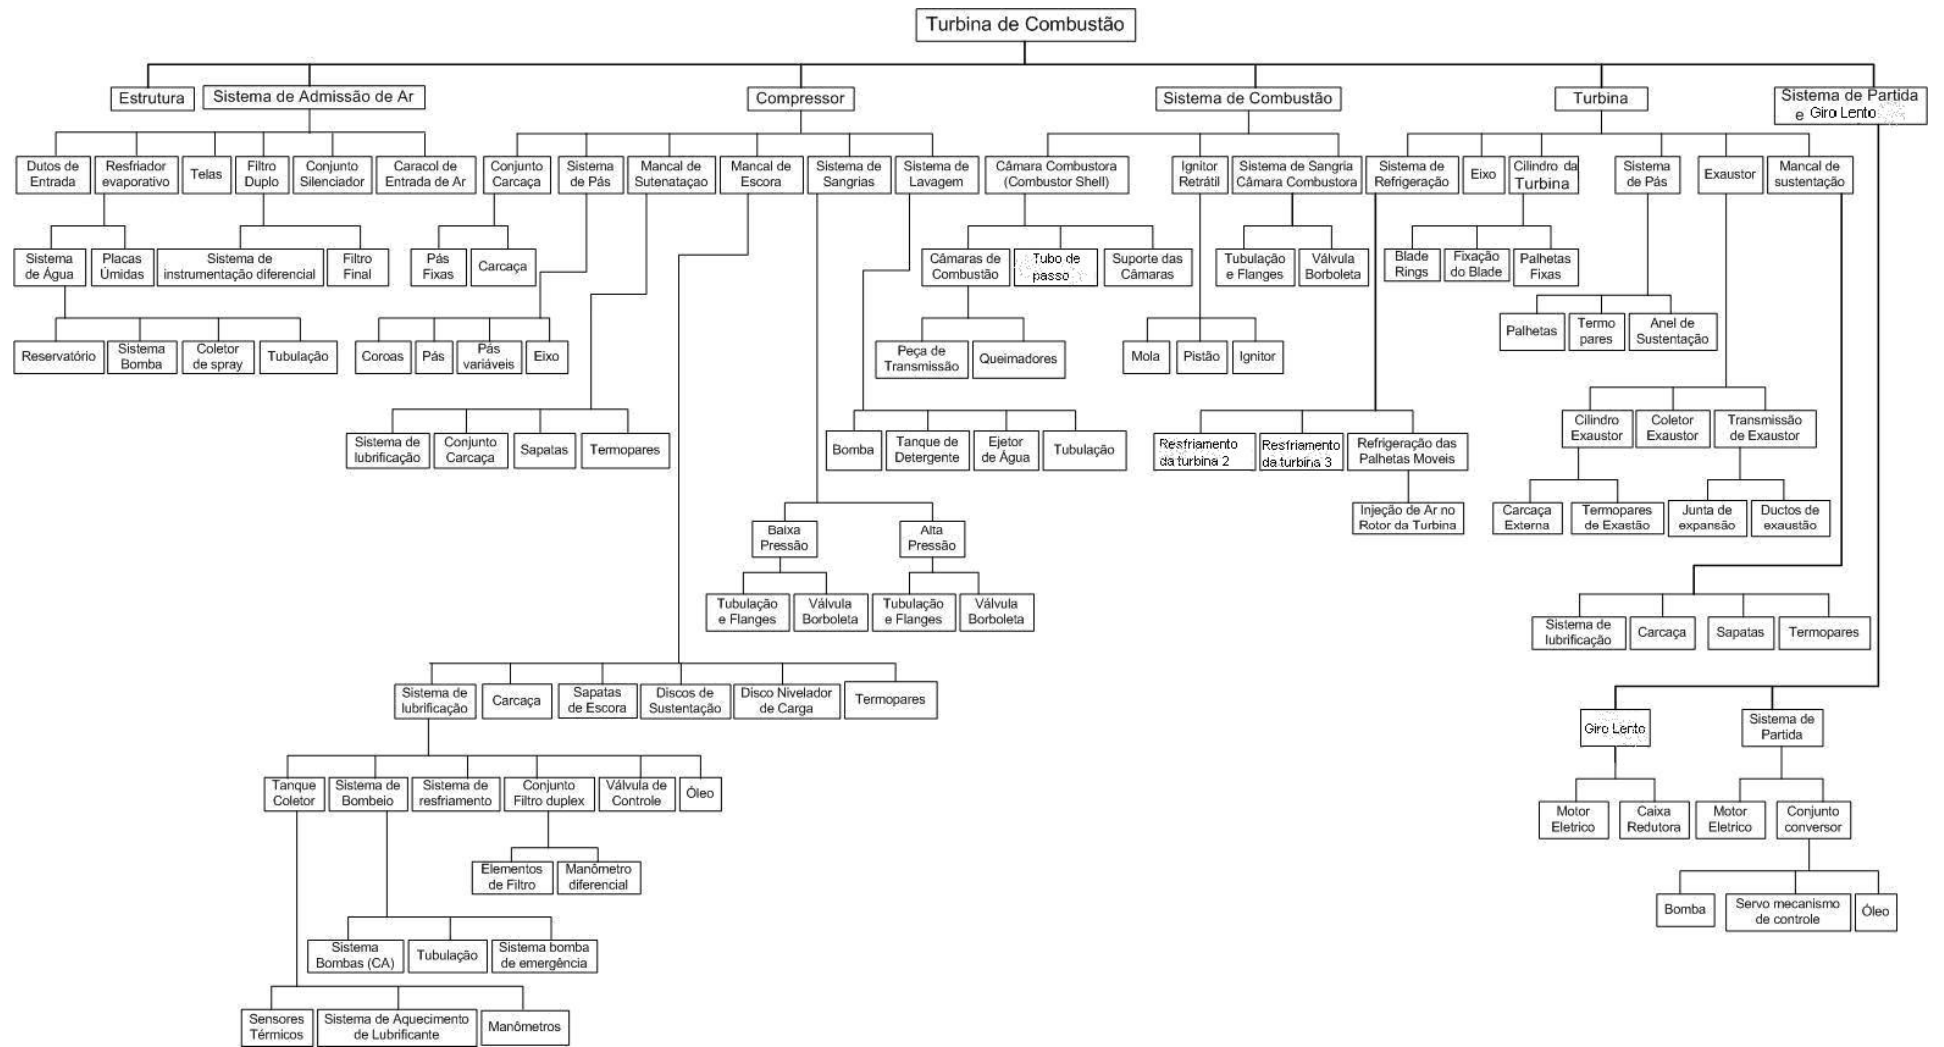 Turbina de Combustão
Estrutura
Sistema de Admissão de Ar
Compressor
Sistema de Combustão
Turbina
Sistema de Partida
e Giro Lento
Dutos de
Entrada
Resfriador
evaporativo
Telas
Filtro
Duplo
Conjunto
Silenciador
Caracol de
Entrada de Ar
Conjunto
Carcaça
Sistema
de Pás
Mancal de
Sutenataçao
Mancal de
Escora
Sistema de
Sangrias
Sistema de
Lavagem
Câmara Combustora
(Combustor Shell)
Ignitor
Retrátil
Sistema de Sangria
Câmara Combustora
Sistema de
Refrigeração
Eixo
Cilindro da
Turbina
Sistema
de Pás
Exaustor
Mancal de
sustentação
Sistema
de Água
Placas
Úmidas
Sistema de
instrumentação diferencial
Filtro
Final
Pás
Fixas
Carcaça
Câmaras de
Combustão
Tubo de
passo
Suporte das
Câmaras
Tubulação
e Flanges
Válvula
Borboleta
Blade
Rings
Fixação
do Blade
Palhetas
Fixas
Reservatório
Sistema
Bomba
Coletor
de spray
Tubulação
Coroas
Pás
Pás
variáveis
Eixo
Peça de
Transmissão
Queimadores
Mola
Pistão
Ignitor
Palhetas
Termo
pares
Anel de
Sustentação
Sistema de
lubrificação
Conjunto
Carcaça
Sapatas
Termopares
Bomba
Tanque de
Detergente
Ejetor
de Água
Tubulação
Resfriamento
da turbina 2
Resfriamento
da turbina 3
Refrigeração das
Palhetas Moveis
Cilindro
Exaustor
Coletor
Exaustor
Transmissão
de Exaustor
Injeção de Ar no
Rotor da Turbina
Carcaça
Externa
Termopares
de Exastão
Junta de
expansão
Ductos de
exaustão
Baixa
Pressão
Alta
Pressão
Tubulação
e Flanges
Válvula
Borboleta
Tubulação
e Flanges
Válvula
Borboleta
Sistema de
lubrificação
Carcaça
Sapatas
Termopares
Sistema de
lubrificação
Carcaça
Sapatas
de Escora
Discos de
Sustentação
Disco Nivelador
de Carga
Termopares
Giro Lento
Sistema de
Partida
Tanque
Coletor
Sistema de
Bombeio
Sistema de
resfriamento
Conjunto
Filtro duplex
Válvula de
Controle
Óleo
Motor
Eletrico
Caixa
Redutora
Motor
Eletrico
Conjunto
conversor
Elementos
de Filtro
Manômetro
diferencial
Bomba
Servo mecanismo
de controle
Óleo
Sistema
Bombas (CA)
Tubulação
Sistema bomba
de emergência
Sensores
Térmicos
Sistema de Aquecimento
de Lubrificante
Manômetros